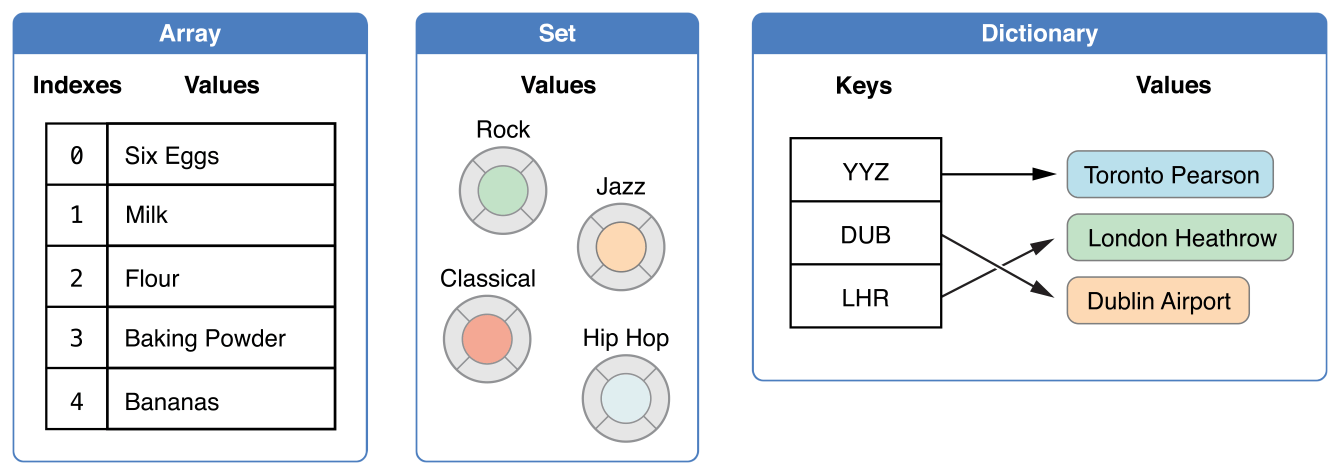 Array
Indexes Values
0 Six Eggs
1 Milk
2 Flour
3 Baking Powder
4 Bananas
Set
Values
Rock
Jazz
Classical
Hip Hop
Dictionary
Keys Values
YYZ Toronto Pearson
DUB London Heathrow
LHR Dublin Airport